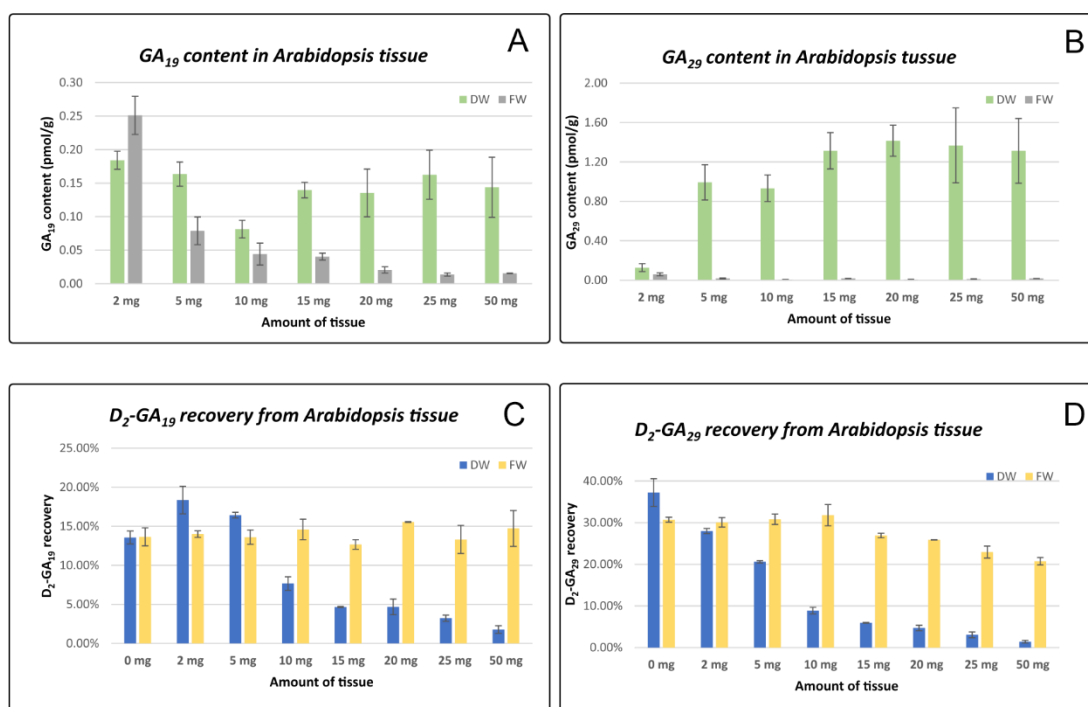 A
GA19 content in Arabidopsis tissue
DW FW
0.30
0.25
0.20
0.15
0.10
0.05
0.00
GA19 content (pmol/g)
2 mg 5 mg 10 mg 15 mg 20 mg 25 mg 50 mg
Amount of tissue
B
GA29 content in Arabidopsis tussue
DW FW
2.00
1.60
1.20
0.80
0.40
0.00
GA29 content (pmol/g)
2 mg 5 mg 10 mg 15 mg 20 mg 25 mg 50 mg
Amount of tissue
C
D2-GA19 recovery from Arabidopsis tissue
DW FW
25.00%
20.00%
15.00%
10.00%
5.00%
0.00%
D2-GA19 recovery
0 mg 2 mg 5 mg 10 mg 15 mg 20 mg 25 mg 50 mg
Amount of tissue
D
D2-GA29 recovery from Arabidopsis tissue
DW FW
40.00%
30.00%
20.00%
10.00%
0.00%
D2-GA29 recovery
0 mg 2 mg 5 mg 10 mg 15 mg 20 mg 25 mg 50 mg
Amount of tissue